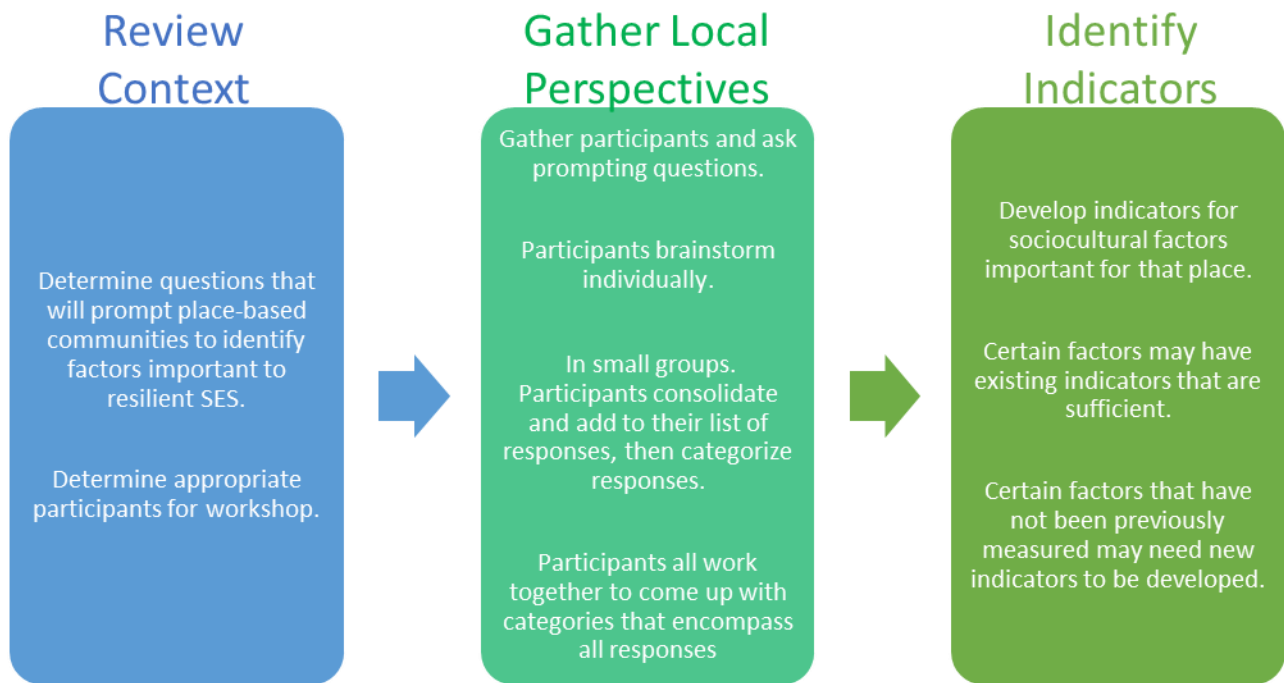 Review
Context
Determine questions that
will prompt place-based
communities to identify
factors important to
resilient SES.
Determine appropriate
participants for workshop.
Gather Local
Perspectives
Gather participants and ask
prompting questions.
Participants brainstorm
individually.
In small groups.
Participants consolidate
and add to their list of
responses, then categorize
responses.
Participants all work
together to come up with
categories that encompass
all responses
Identify
Indicators
Develop indicators for
sociocultural factors
important for that place.
Certain factors may have
existing indicators that are
sufficient.
Certain factors that have
not been previously
measured may need new
indicators to be developed.